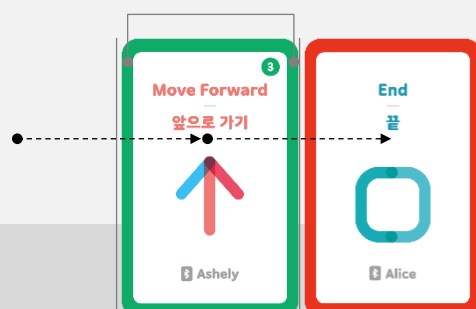 3
Move Forward
앞으로 가기
Ashely
End
끝
Alice